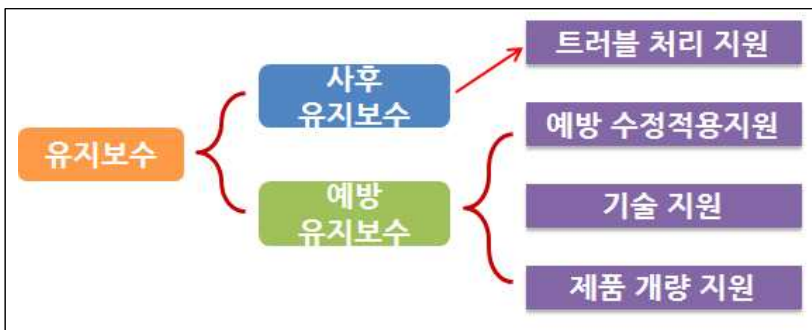 유지보수
사후
유지보수
예방
유지보수
트러블 처리 지원
예방 수정적용지원
기술 지원
제품 개량 지원